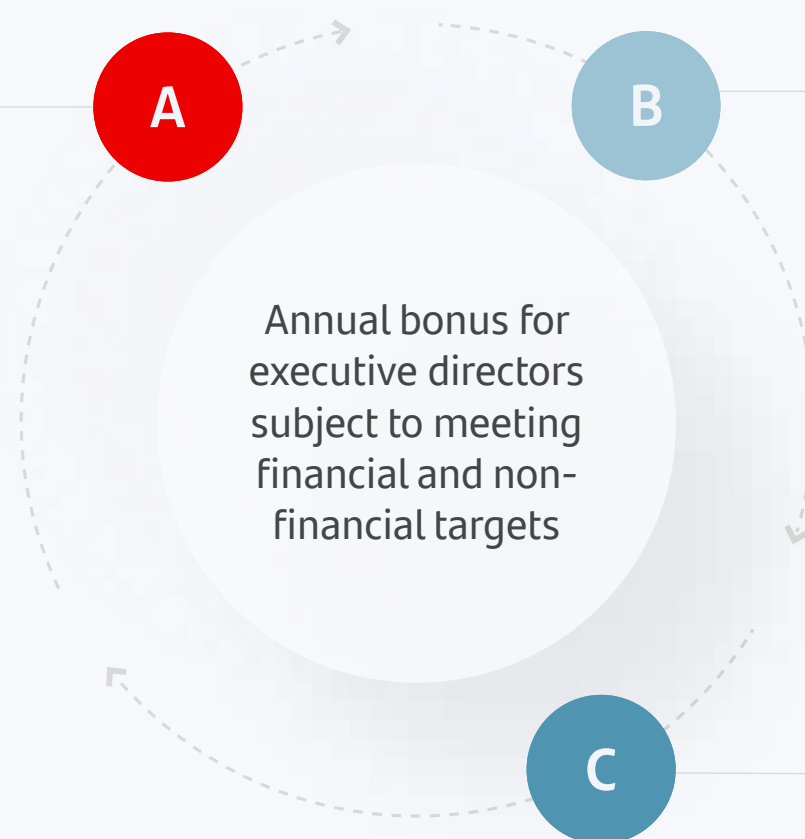 A
B
Annual bonus for
executive directors
subject to meeting
financial and non-
financial targets
C